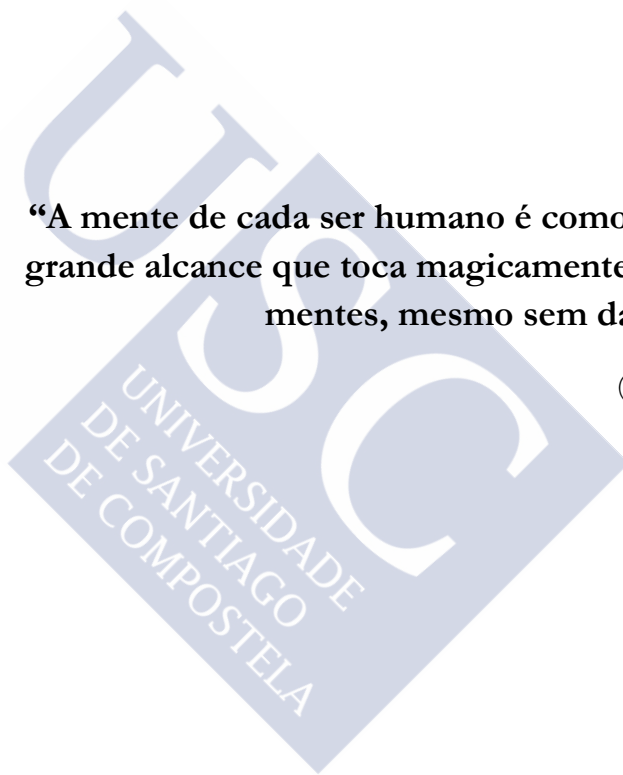 “A mente de cada ser humano é como
grande alcance que toca magicamente
mentes, mesmo sem da
(
USC
UNIVERSIDADE
DE SANTIAGO
DE COMPOSTELA